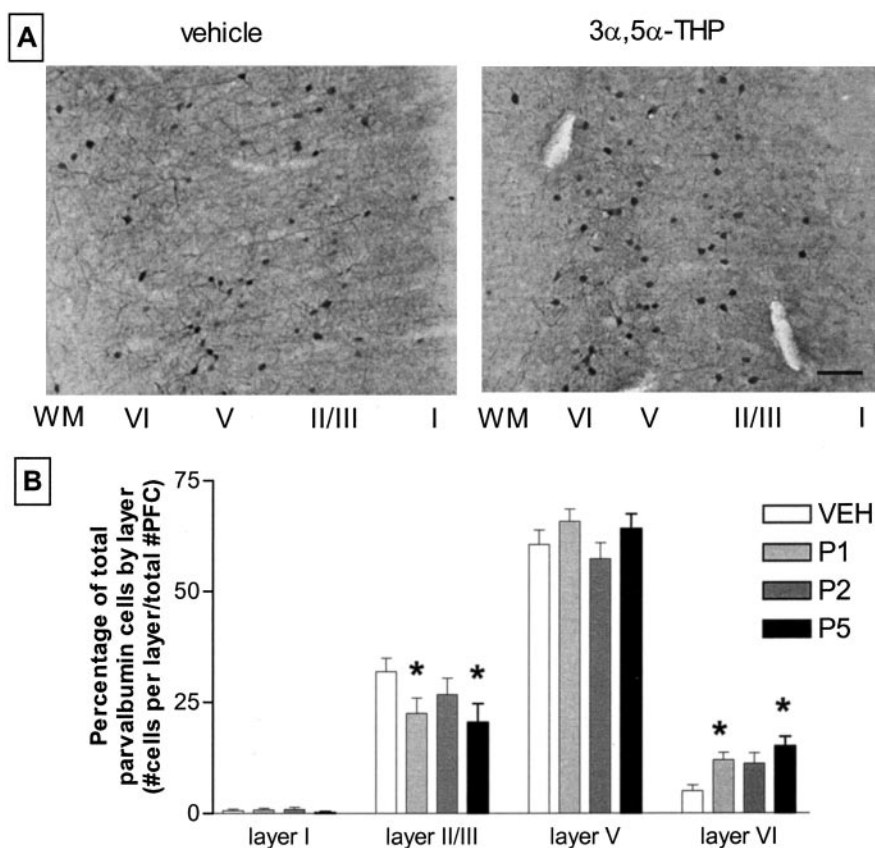 A
vehicle
3α,5α-THP
WM VI V II/III I
WM VI V II/III I
B
Percentage of total
parvalbumin cells by layer
(#cells per layer/total #PFC)
75
50
25
0
* *
* *
VEH
P1
P2
P5
layer I layer II/III layer V layer VI